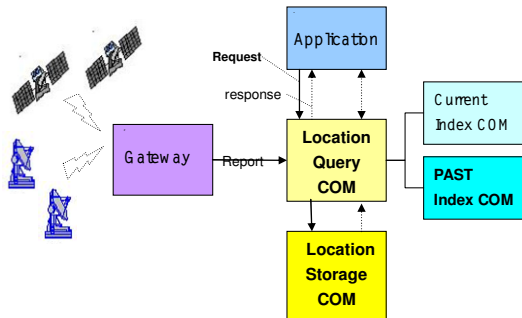 Application
Request
response
Current
Index COM
Location
Query
COM
Gateway
Report
PAST
Index COM
Location
Storage
COM